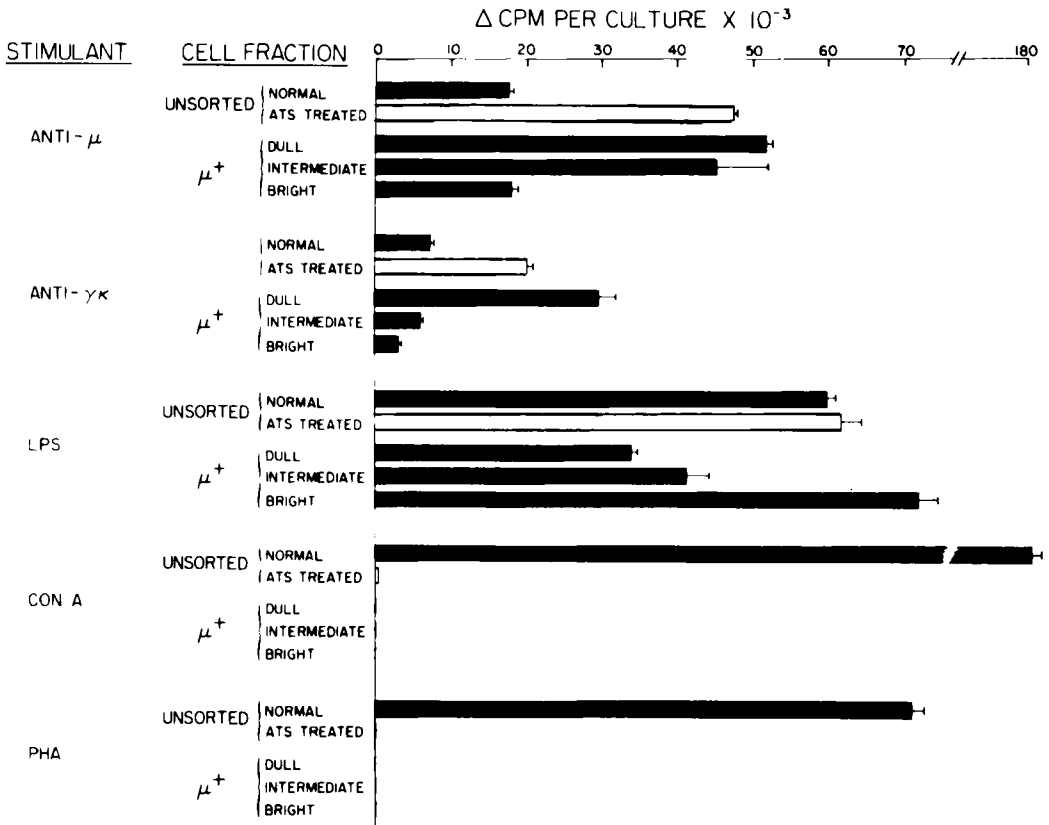 Δ CPM PER CULTURE X 10⁻³
STIMULANT CELL FRACTION 0 10 20 30 40 50 60 70 // 180
ANTI-μ
UNSORTED NORMAL
ATS TREATED
μ⁺ DULL
INTERMEDIATE
BRIGHT
ANTI-γκ
NORMAL
ATS TREATED
μ⁺ DULL
INTERMEDIATE
BRIGHT
LPS
UNSORTED NORMAL
ATS TREATED
μ⁺ DULL
INTERMEDIATE
BRIGHT
CON A
UNSORTED NORMAL
ATS TREATED
μ⁺ DULL
INTERMEDIATE
BRIGHT
PHA
UNSORTED NORMAL
ATS TREATED
μ⁺ DULL
INTERMEDIATE
BRIGHT